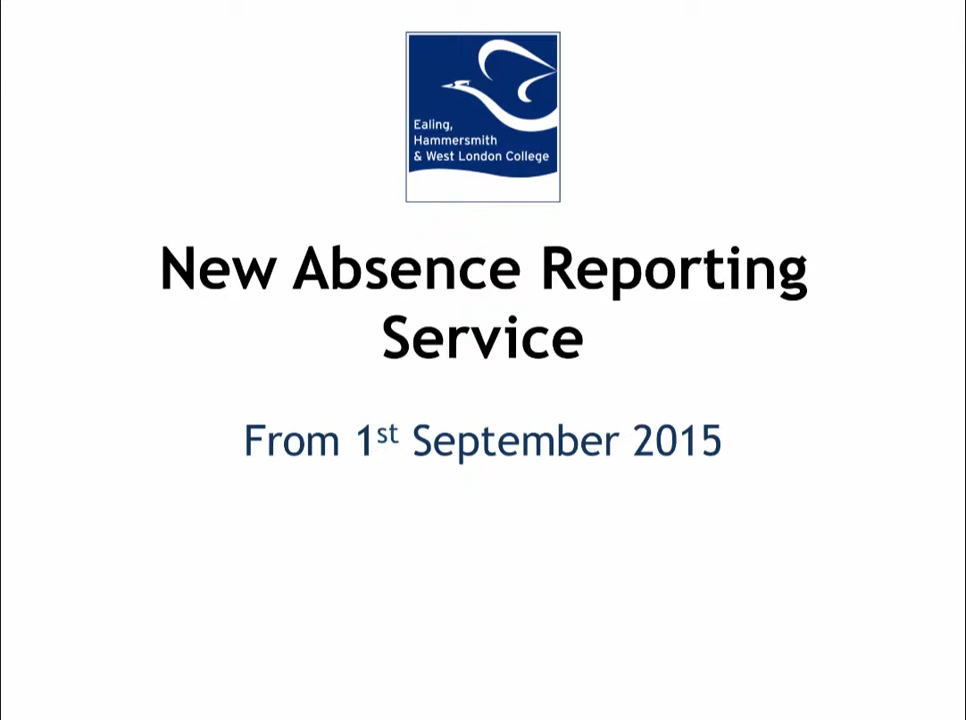 Ealing,
Hammersmith
& West London College
New Absence Reporting
Service
From 1st September 2015